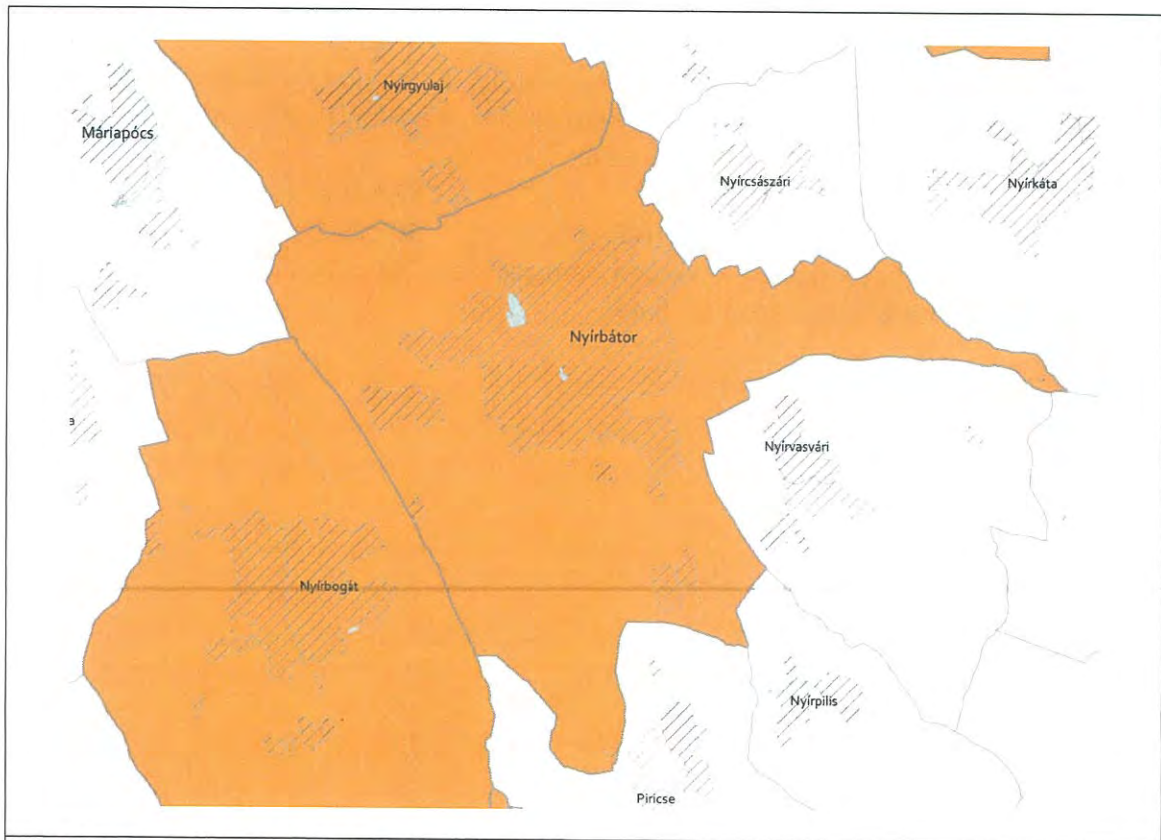 Nyírgyulaj
Máriapócs
Nyírcsászári
Nyírkáta
Nyírbátor
a
Nyírvasvári
Nyírbogát
Nyírpilis
Piricse